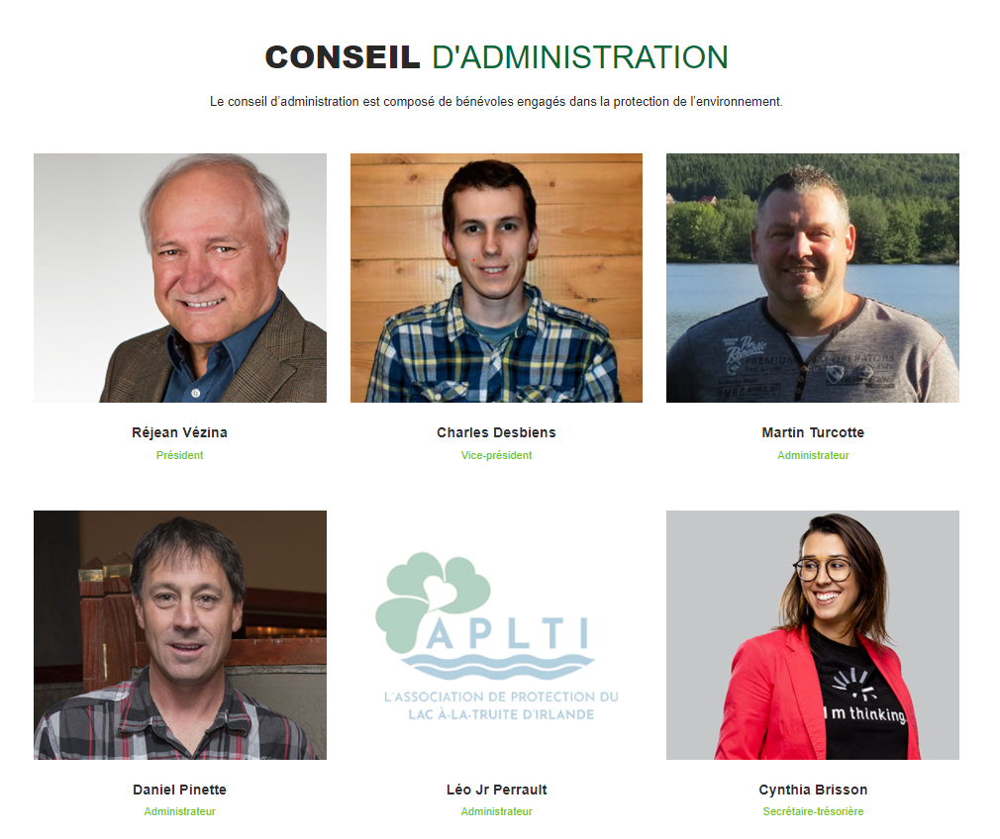 CONSEIL D'ADMINISTRATION
Le conseil d'administration est composé de bénévoles engagés dans la protection de l'environnement.
Réjean Vézina
Président
Charles Desbiens
Vice-président
PREMIUM OPERATORS
Martin Turcotte
Administrateur
Daniel Pinette
Administrateur
APLTI
L'ASSOCIATION DE PROTECTION DU
LAC À-LA-TRUITE D'IRLANDE
Léo Jr Perrault
Administrateur
I m thinking.
Cynthia Brisson
Secrétaire-trésorière